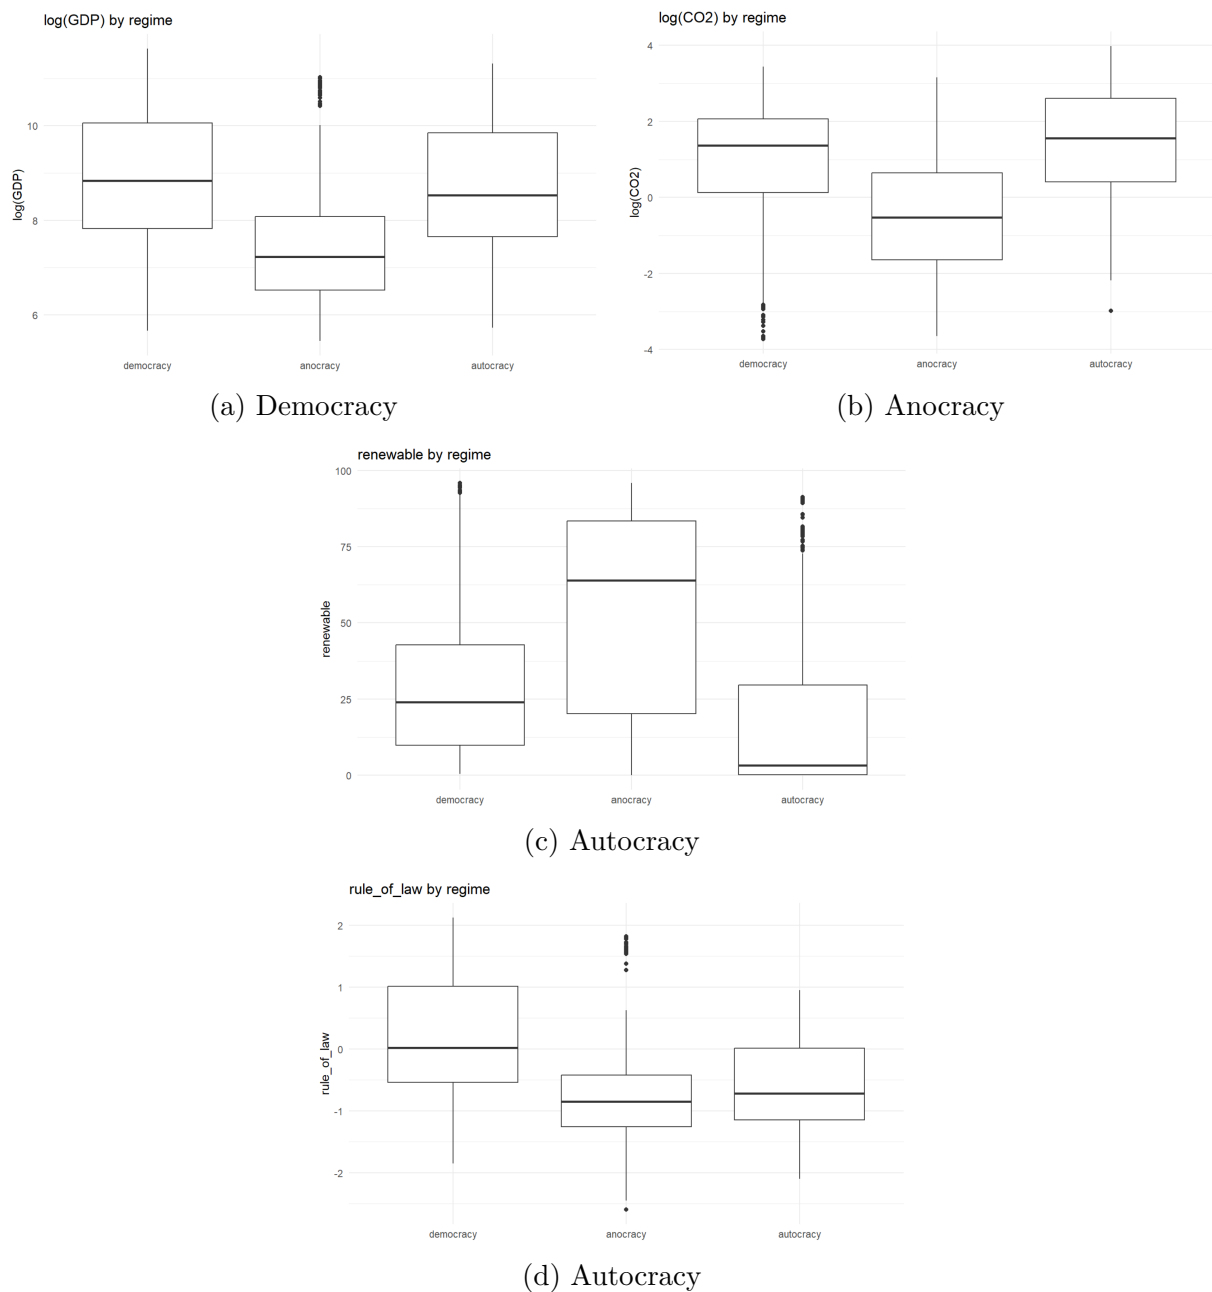 log(GDP) by regime
log(GDP)
10
8
6
democracy anocracy autocracy
(a) Democracy
log(CO2) by regime
log(CO2)
4
2
0
-2
-4
democracy anocracy autocracy
(b) Anocracy
renewable by regime
renewable
100
75
50
25
0
democracy anocracy autocracy
(c) Autocracy
rule_of_law by regime
rule_of_law
2
1
0
-1
-2
democracy anocracy autocracy
(d) Autocracy